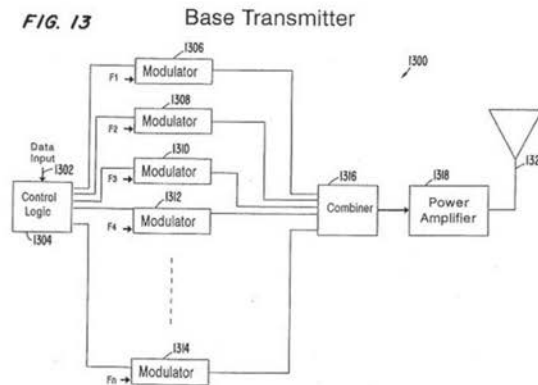 FIG. 13
Base Transmitter
1300
1306
Modulator
F1
1308
Modulator
F2
1310
Modulator
F3
1312
Modulator
F4
1314
Modulator
Fn
Data
Input
1302
Control
Logic
1304
1316
Combiner
1318
Power
Amplifier